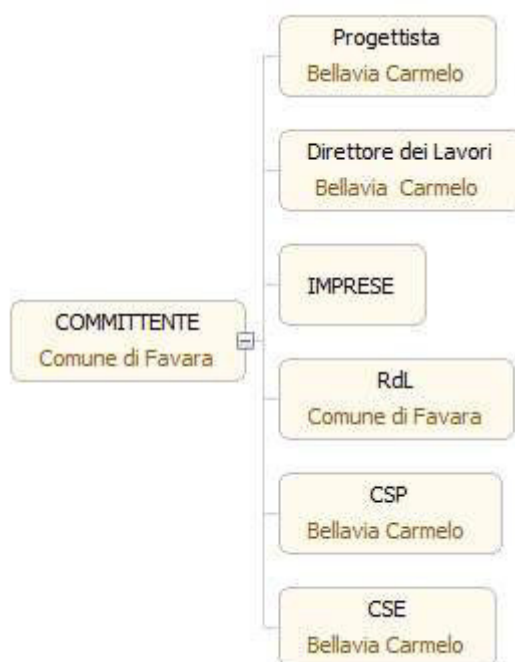 Progettista
Bellavia Carmelo
Direttore dei Lavori
Bellavia Carmelo
IMPRESE
COMMITTENTE
Comune di Favara
RdL
Comune di Favara
CSP
Bellavia Carmelo
CSE
Bellavia Carmelo